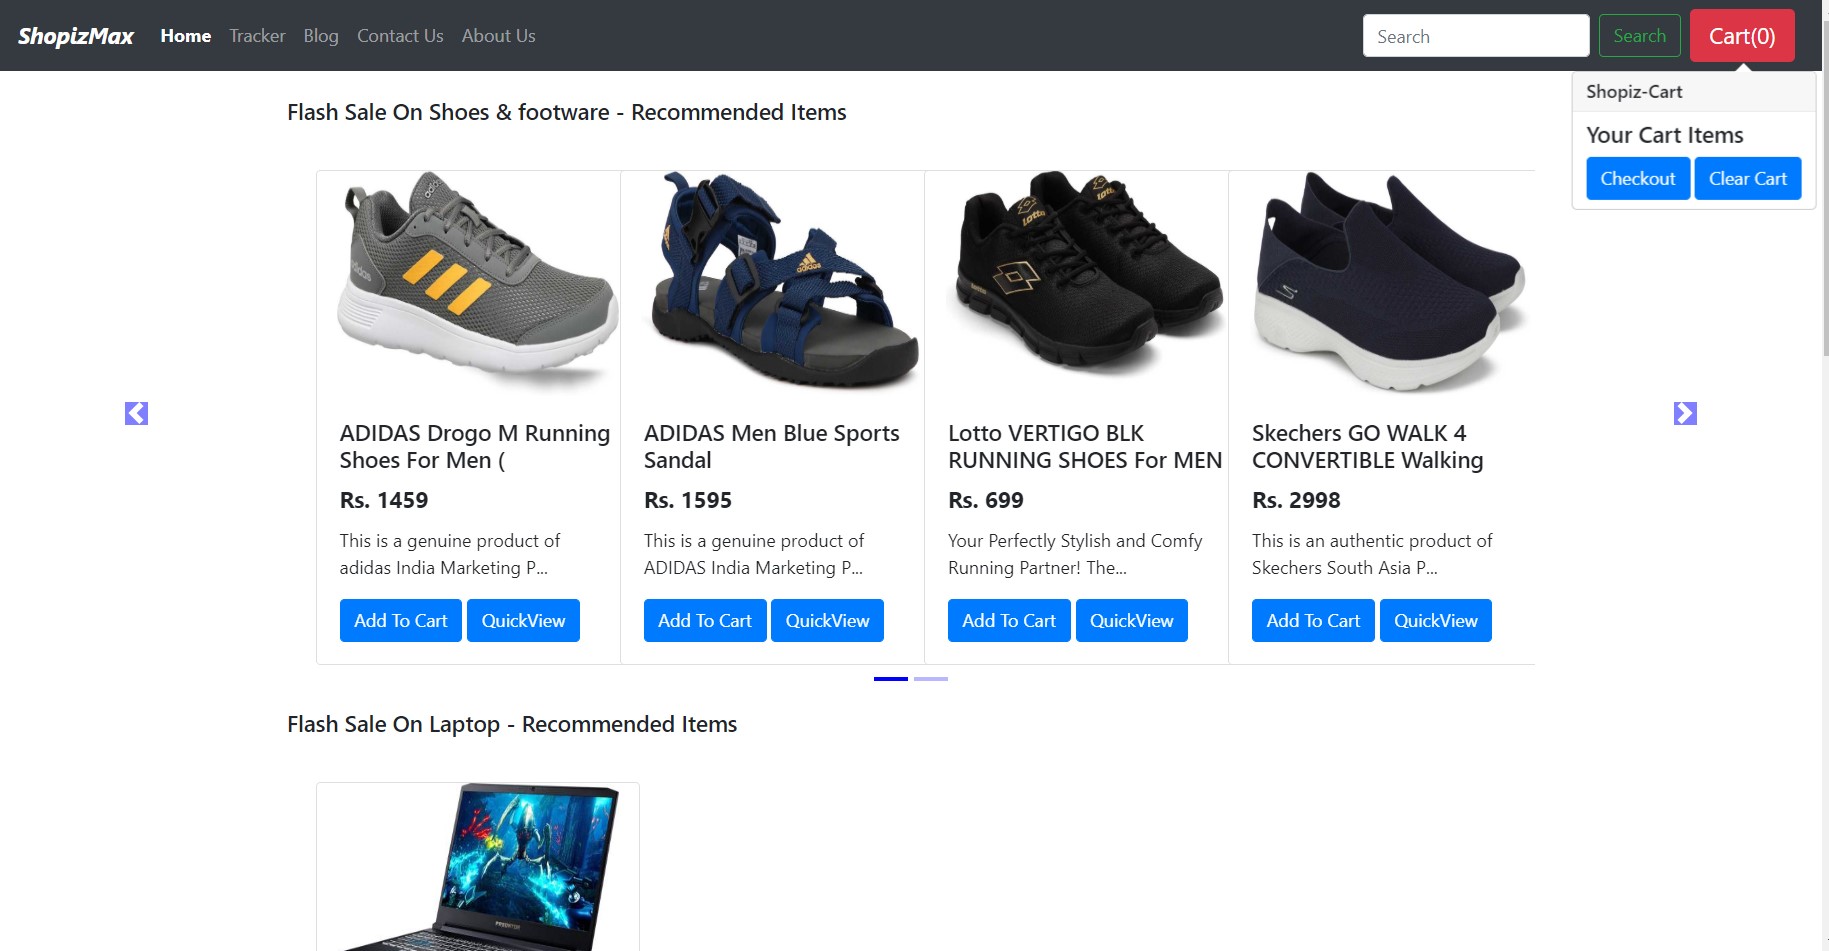 ShopizMax Home Tracker Blog Contact Us About Us Search Search Cart(0)
Shopiz-Cart
Your Cart Items
Checkout Clear Cart
Flash Sale On Shoes & footware - Recommended Items
adidas
adidas
adidas
Lotto
Lotto
ADIDAS Drogo M Running
Shoes For Men (
Rs. 1459
This is a genuine product of
adidas India Marketing P...
Add To Cart QuickView
ADIDAS Men Blue Sports
Sandal
Rs. 1595
This is a genuine product of
ADIDAS India Marketing P...
Add To Cart QuickView
Lotto VERTIGO BLK
RUNNING SHOES For MEN
Rs. 699
Your Perfectly Stylish and Comfy
Running Partner! The...
Add To Cart QuickView
Skechers GO WALK 4
CONVERTIBLE Walking
Rs. 2998
This is an authentic product of
Skechers South Asia P...
Add To Cart QuickView
Flash Sale On Laptop - Recommended Items
PREDATOR